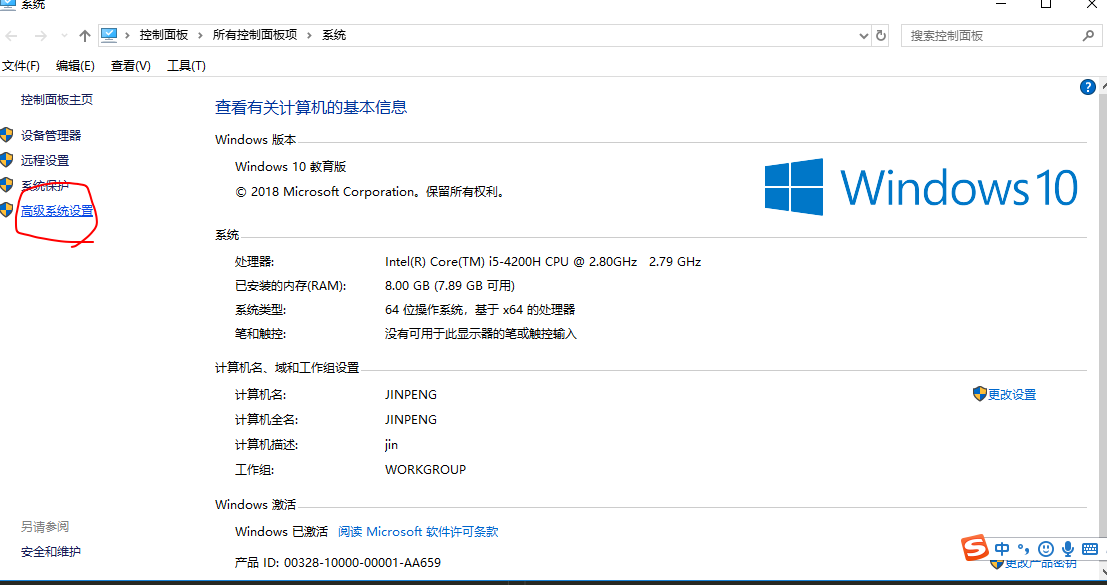 系统
控制面板 › 所有控制面板项 › 系统
搜索控制面板
文件(F) 编辑(E) 查看(V) 工具(T)
?
控制面板主页
设备管理器
远程设置
系统保护
高级系统设置
查看有关计算机的基本信息
Windows 版本
Windows 10 教育版
© 2018 Microsoft Corporation。保留所有权利。
Windows 10
系统
处理器: Intel(R) Core(TM) i5-4200H CPU @ 2.80GHz 2.79 GHz
已安装的内存(RAM): 8.00 GB (7.89 GB 可用)
系统类型: 64 位操作系统，基于 x64 的处理器
笔和触控: 没有可用于此显示器的笔或触控输入
计算机名、域和工作组设置
计算机名: JINPENG
更改设置
计算机全名: JINPENG
计算机描述: jin
工作组: WORKGROUP
Windows 激活
Windows 已激活 阅读 Microsoft 软件许可条款
产品 ID: 00328-10000-00001-AA659
更改产品密钥
另请参阅
安全和维护
S 中